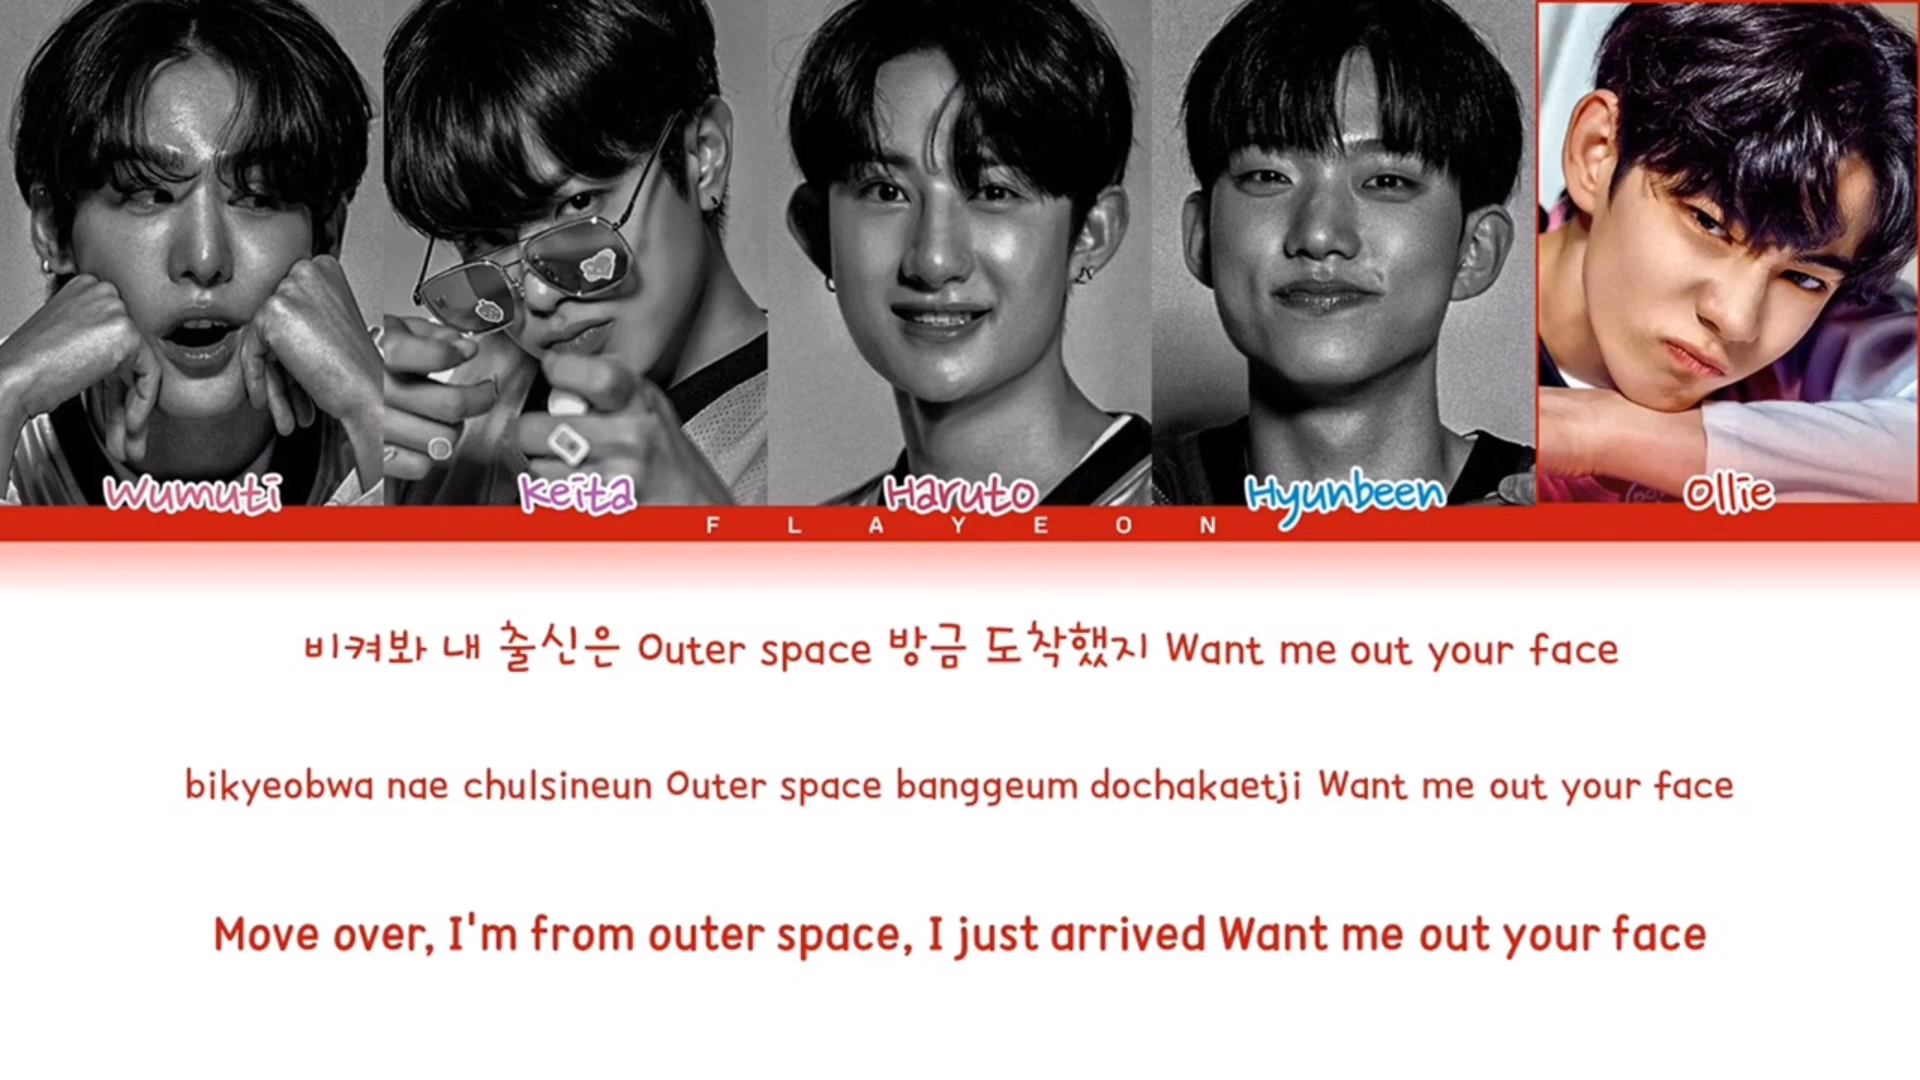 Wumuti Keita Haruto Hyunbeen Ollie
FLAYEON
비켜봐 내 출신은 Outer space 방금 도착했지 Want me out your face
bikyeobwa nae chulsineun Outer space banggeum dochakaetji Want me out your face
Move over, I'm from outer space, I just arrived Want me out your face